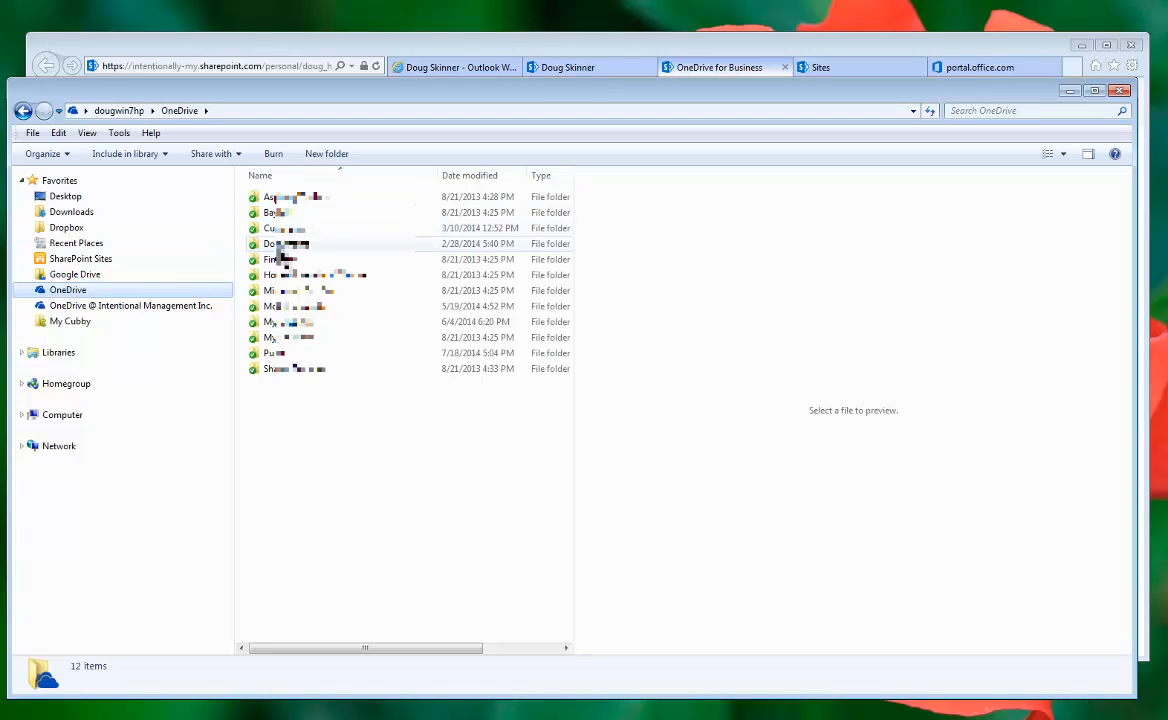 https://intentionally-my.sharepoint.com/personal/doug_h
Doug Skinner - Outlook W...
Doug Skinner
OneDrive for Business
Sites
portal.office.com
dougwin7hp
OneDrive
Search OneDrive
File
Edit
View
Tools
Help
Organize
Include in library
Share with
Burn
New folder
Name
Date modified
Type
Favorites
Desktop
Downloads
Dropbox
Recent Places
SharePoint Sites
Google Drive
OneDrive
OneDrive @ Intentional Management Inc.
My Cubby
Libraries
Homegroup
Computer
Network
8/21/2013 4:28 PM File folder
8/21/2013 4:25 PM File folder
3/10/2014 12:52 PM File folder
2/28/2014 5:40 PM File folder
8/21/2013 4:25 PM File folder
8/21/2013 4:25 PM File folder
8/21/2013 4:25 PM File folder
5/19/2014 4:52 PM File folder
6/4/2014 6:20 PM File folder
8/21/2013 4:25 PM File folder
7/18/2014 5:04 PM File folder
8/21/2013 4:33 PM File folder
Select a file to preview.
12 items